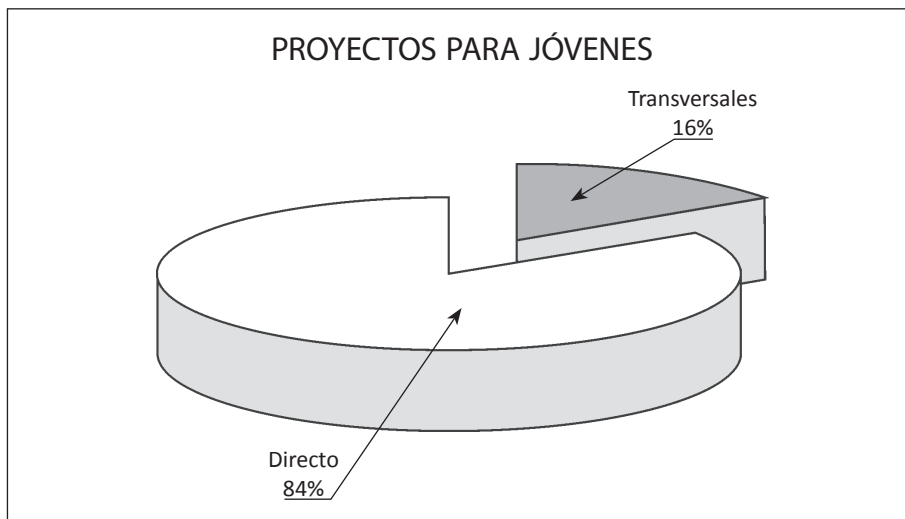 PROYECTOS PARA JÓVENES
Transversales
16%
Directo
84%